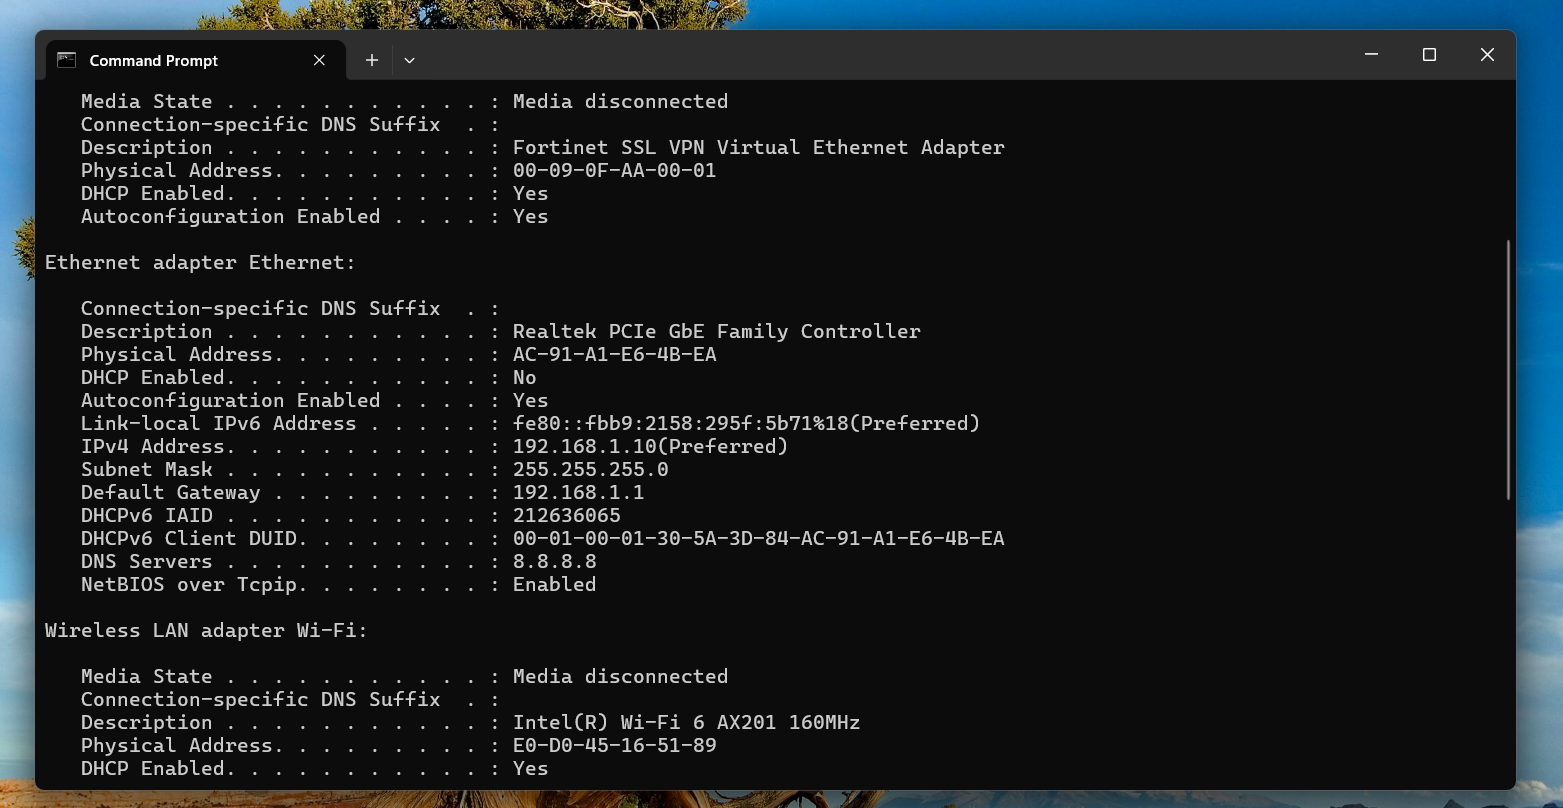 Command Prompt
Media State . . . . . . . . . . . : Media disconnected
Connection-specific DNS Suffix  . :
Description . . . . . . . . . . . : Fortinet SSL VPN Virtual Ethernet Adapter
Physical Address. . . . . . . . . : 00-09-0F-AA-00-01
DHCP Enabled. . . . . . . . . . . : Yes
Autoconfiguration Enabled . . . . : Yes
Ethernet adapter Ethernet:
Connection-specific DNS Suffix  . :
Description . . . . . . . . . . . : Realtek PCIe GbE Family Controller
Physical Address. . . . . . . . . : AC-91-A1-E6-4B-EA
DHCP Enabled. . . . . . . . . . . : No
Autoconfiguration Enabled . . . . : Yes
Link-local IPv6 Address . . . . . : fe80::fbb9:2158:295f:5b71%18(Preferred)
IPv4 Address. . . . . . . . . . . : 192.168.1.10(Preferred)
Subnet Mask . . . . . . . . . . . : 255.255.255.0
Default Gateway . . . . . . . . . : 192.168.1.1
DHCPv6 IAID . . . . . . . . . . . : 212636065
DHCPv6 Client DUID. . . . . . . . : 00-01-00-01-30-5A-3D-84-AC-91-A1-E6-4B-EA
DNS Servers . . . . . . . . . . . : 8.8.8.8
NetBIOS over Tcpip. . . . . . . . : Enabled
Wireless LAN adapter Wi-Fi:
Media State . . . . . . . . . . . : Media disconnected
Connection-specific DNS Suffix  . :
Description . . . . . . . . . . . : Intel(R) Wi-Fi 6 AX201 160MHz
Physical Address. . . . . . . . . : E0-D0-45-16-51-89
DHCP Enabled. . . . . . . . . . . : Yes